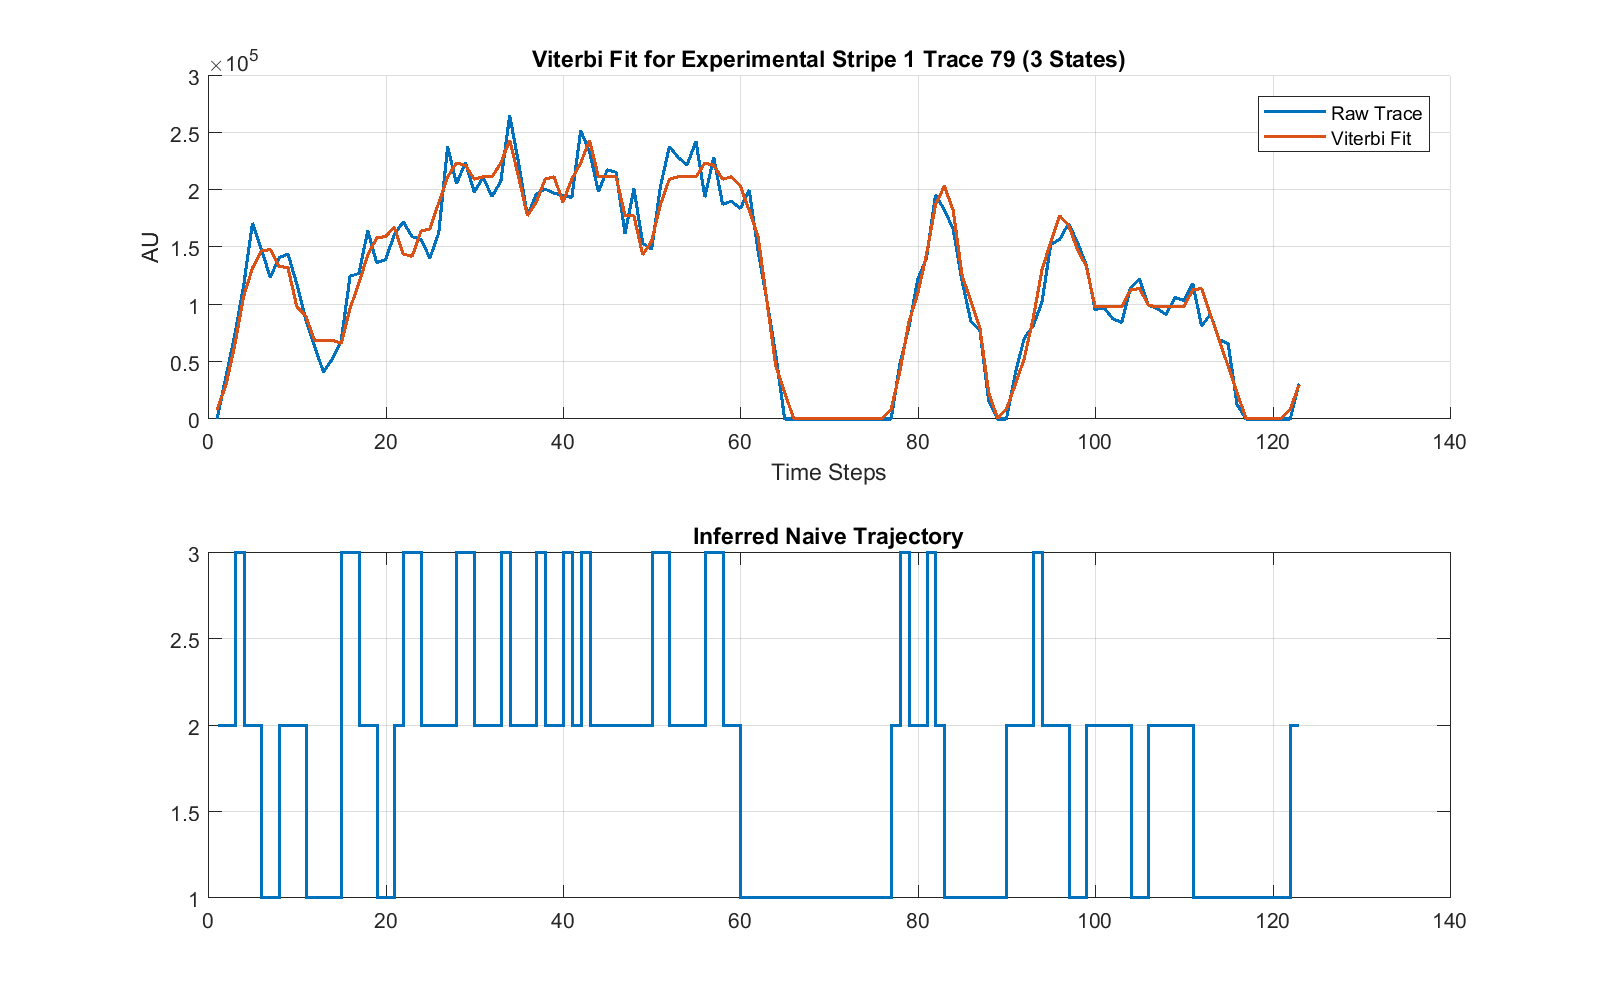 Viterbi Fit for Experimental Stripe 1 Trace 79 (3 States)
×10⁵
3
2.5
2
1.5
1
0.5
0
AU
Raw Trace
Viterbi Fit
0 20 40 60 80 100 120 140
Time Steps
Inferred Naive Trajectory
3
2.5
2
1.5
1
0 20 40 60 80 100 120 140